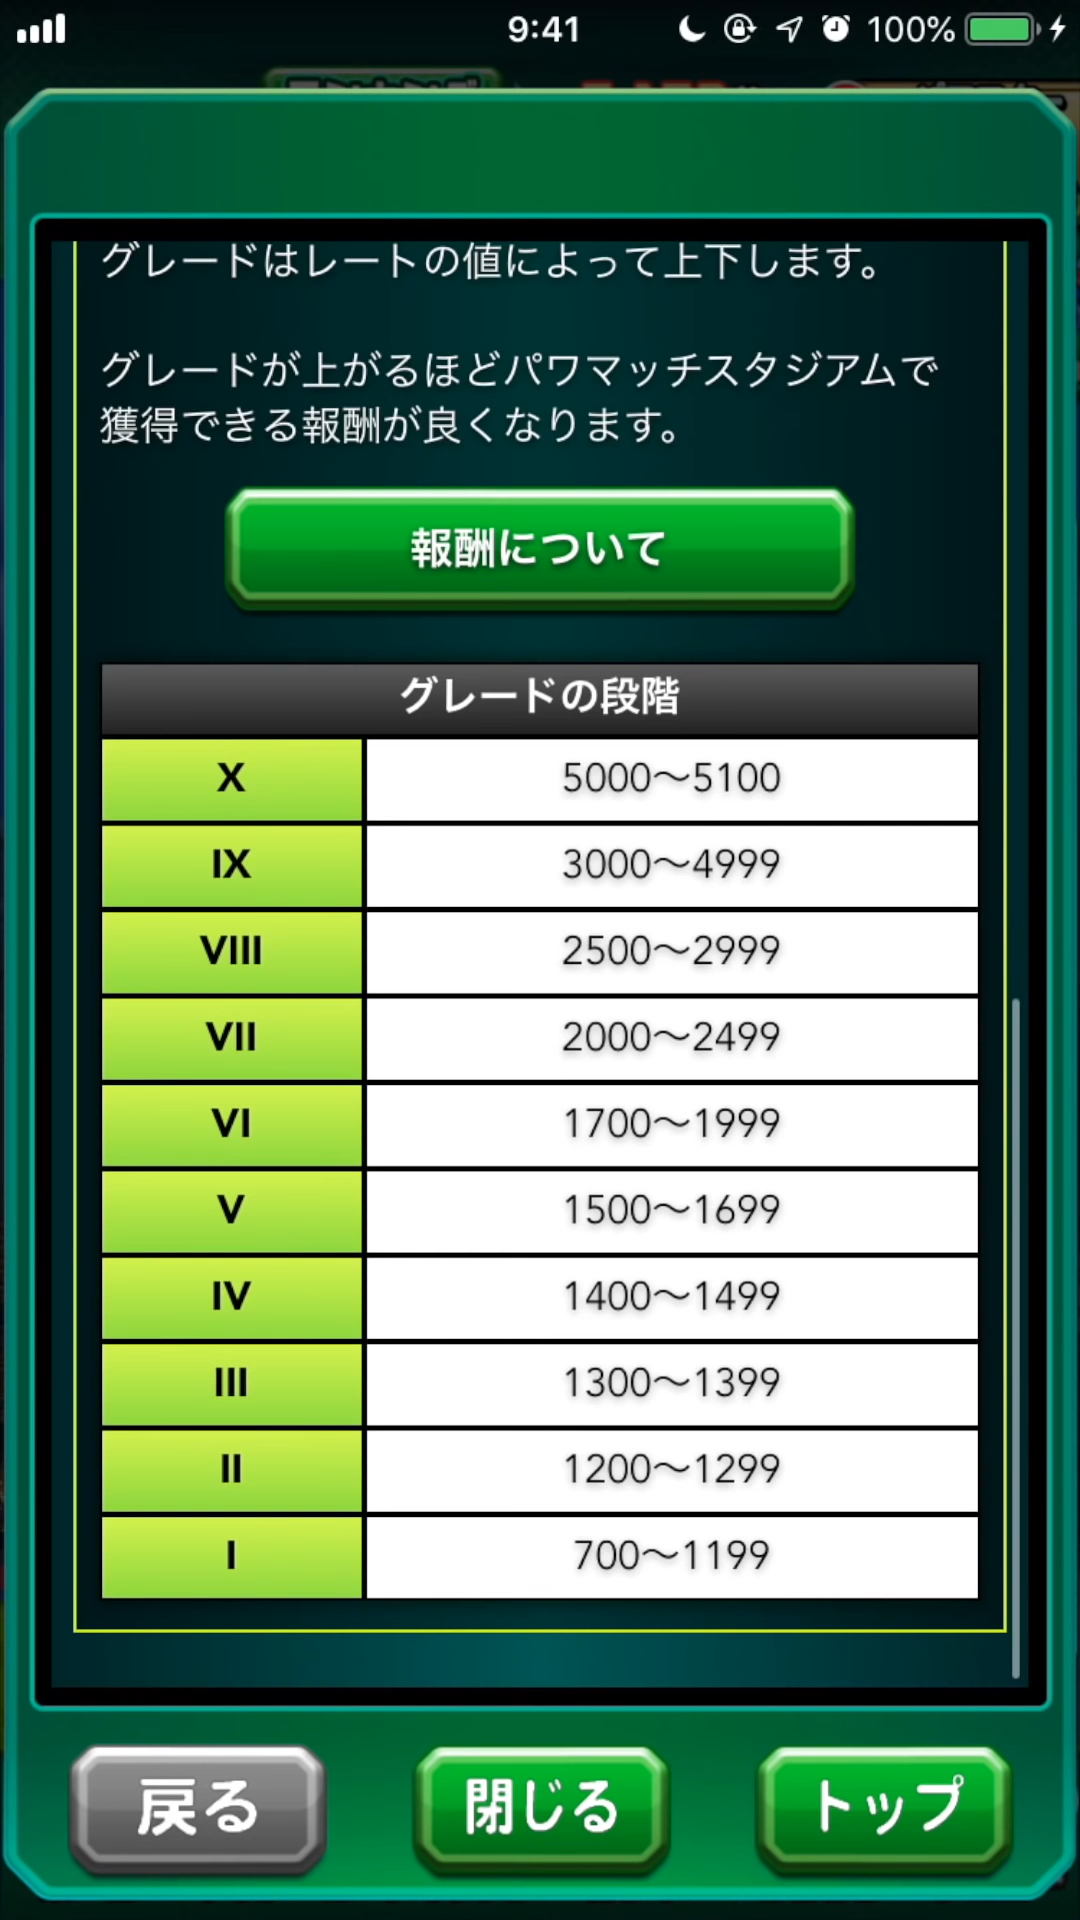 9:41
100%
グレードはレートの値によって上下します。
グレードが上がるほどパワマッチスタジアムで
獲得できる報酬が良くなります。
報酬について
グレードの段階
X 5000〜5100
IX 3000〜4999
VIII 2500〜2999
VII 2000〜2499
VI 1700〜1999
V 1500〜1699
IV 1400〜1499
III 1300〜1399
II 1200〜1299
I 700〜1199
戻る 閉じる トップ